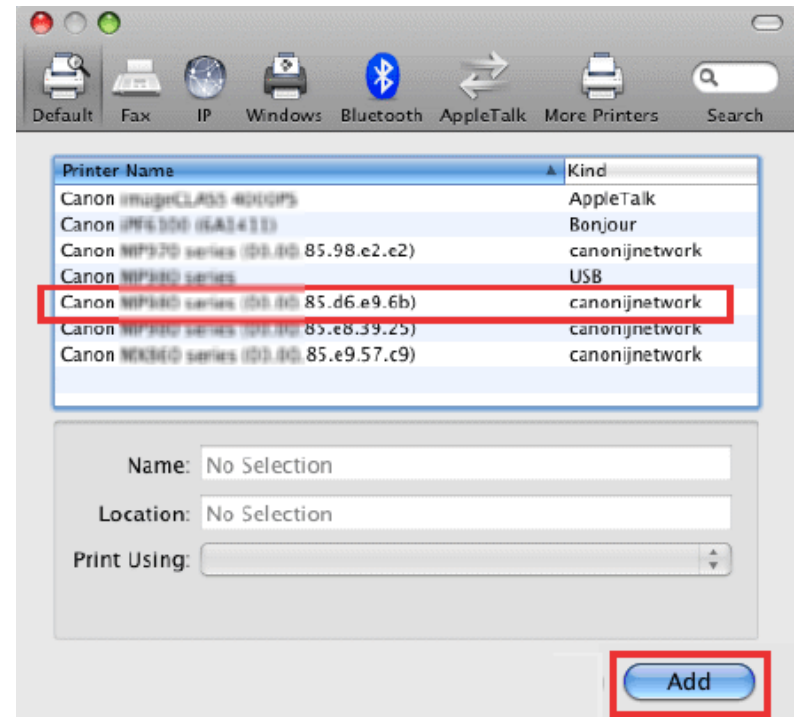 Default Fax IP Windows Bluetooth AppleTalk More Printers Search
Printer Name Kind
Canon AppleTalk
Canon Bonjour
Canon 85.98.e2.e2) canonijnetwork
Canon USB
Canon 85.d6.e9.6b) canonijnetwork
Canon 85.e8.39.25) canonijnetwork
Canon 85.e9.57.c9) canonijnetwork
Name: No Selection
Location: No Selection
Print Using:
Add